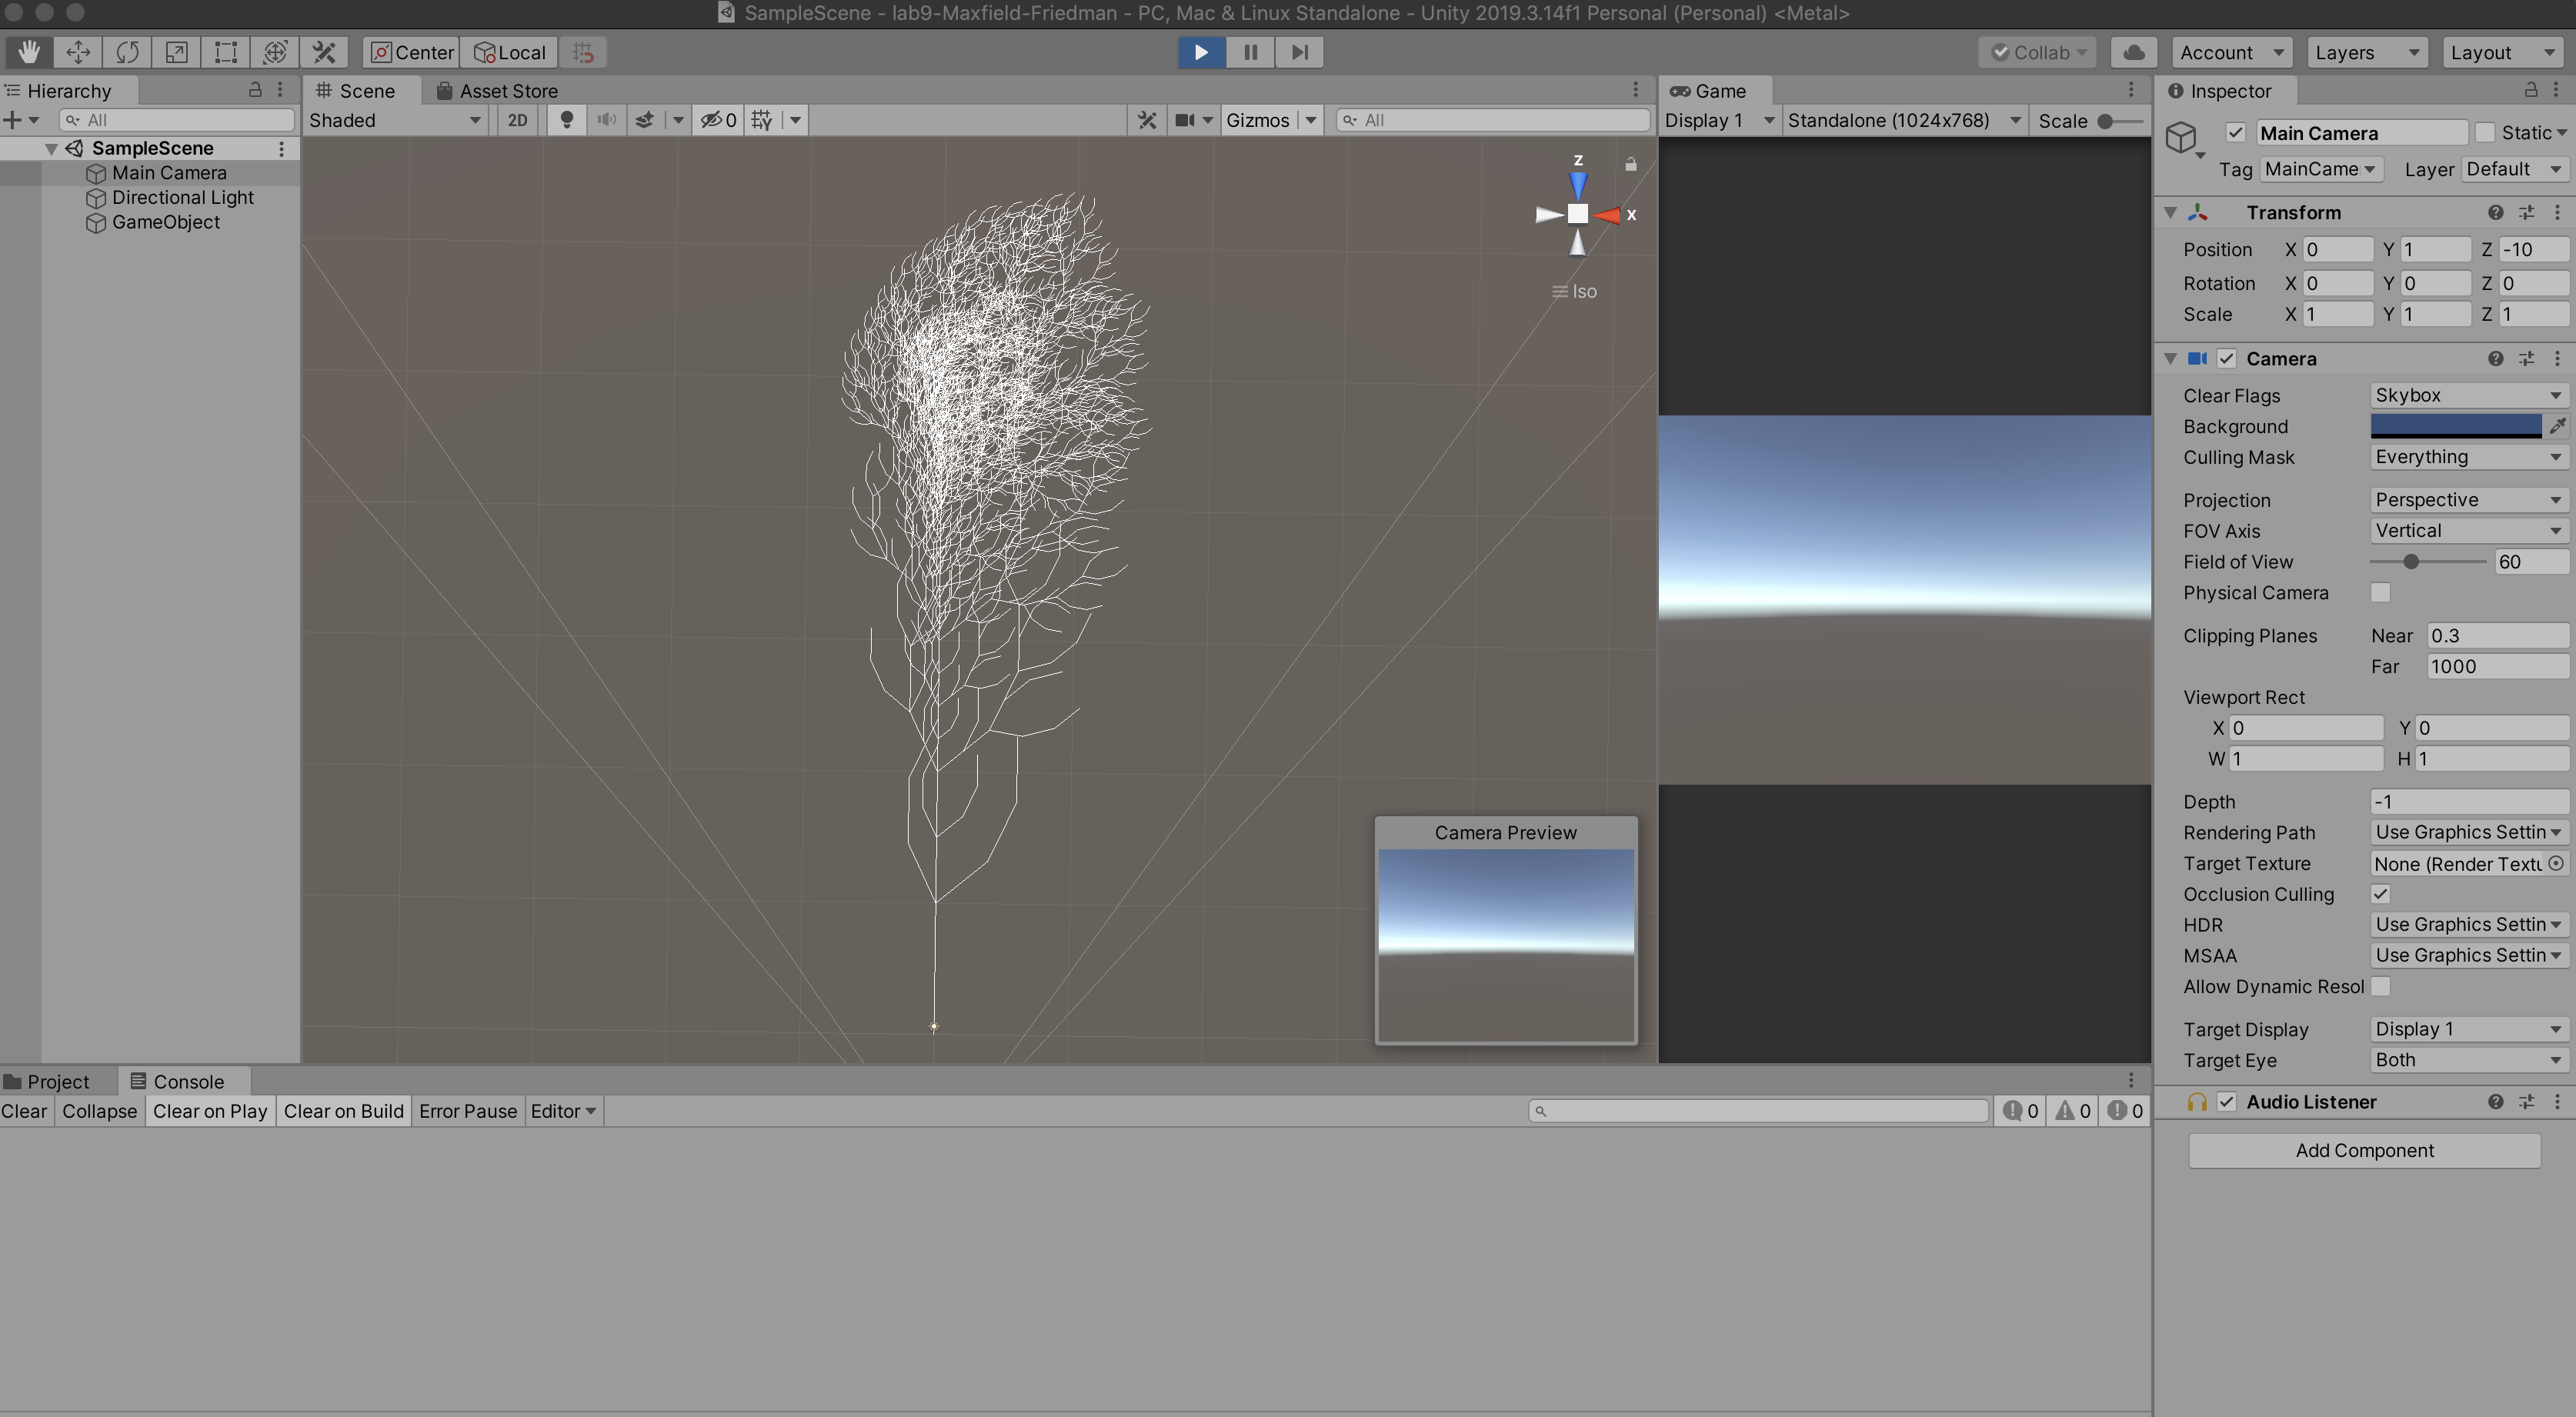 SampleScene - lab9-Maxfield-Friedman - PC, Mac & Linux Standalone - Unity 2019.3.14f1 Personal (Personal) <Metal>
Center Local Collab Account Layers Layout
Hierarchy
All
SampleScene
Main Camera
Directional Light
GameObject
Scene Asset Store
Shaded 2D 0 Gizmos All
z
x
Iso
Camera Preview
Game
Display 1 Standalone (1024x768) Scale
Inspector
Main Camera Static
Tag MainCame Layer Default
Transform
Position X 0 Y 1 Z -10
Rotation X 0 Y 0 Z 0
Scale X 1 Y 1 Z 1
Camera
Clear Flags Skybox
Background
Culling Mask Everything
Projection Perspective
FOV Axis Vertical
Field of View 60
Physical Camera
Clipping Planes Near 0.3
Far 1000
Viewport Rect
X 0 Y 0
W 1 H 1
Depth -1
Rendering Path Use Graphics Settin
Target Texture None (Render Textu
Occlusion Culling
HDR Use Graphics Settin
MSAA Use Graphics Settin
Allow Dynamic Resol
Target Display Display 1
Target Eye Both
Audio Listener
Add Component
Project Console
Clear Collapse Clear on Play Clear on Build Error Pause Editor 0 0 0